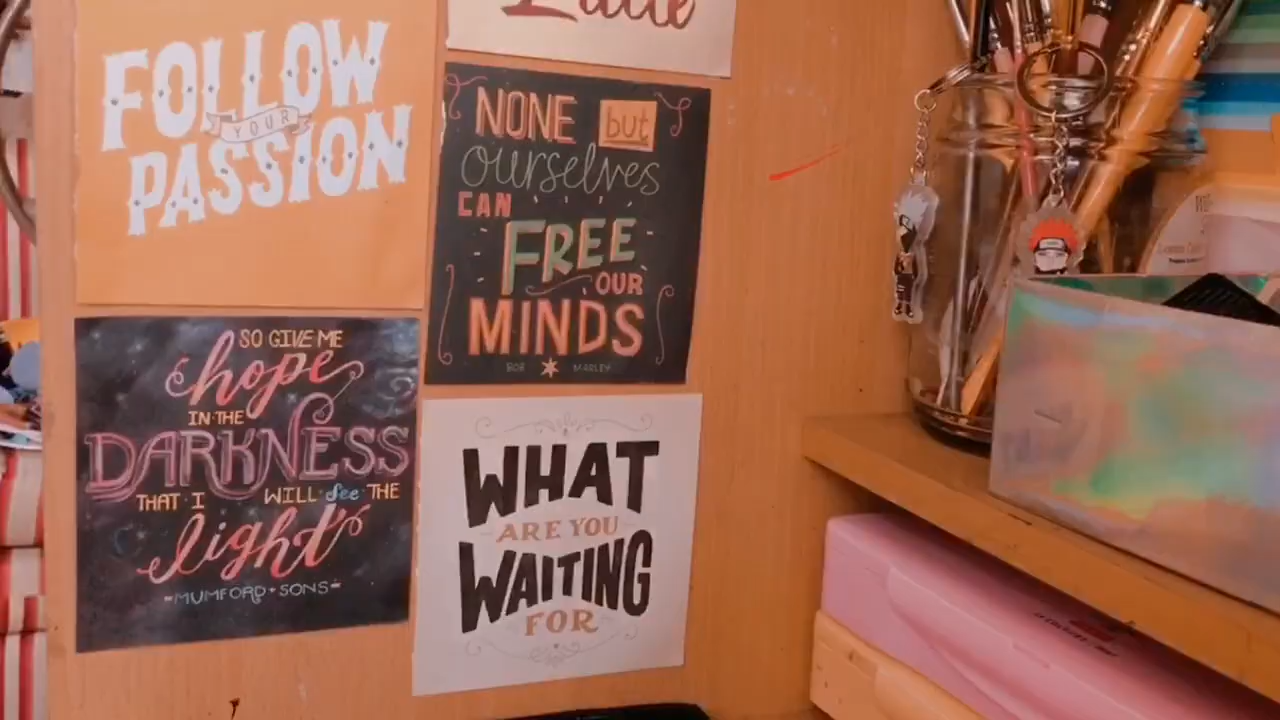 FOLLOW
YOUR
PASSION
NONE but
ourselves
CAN
FREE
OUR
MINDS
BOB MARLEY
SO GIVE ME
hope
IN THE
DARKNESS
THAT I WILL See THE
light
-MUMFORD + SONS-
WHAT
ARE YOU
WAITING
FOR